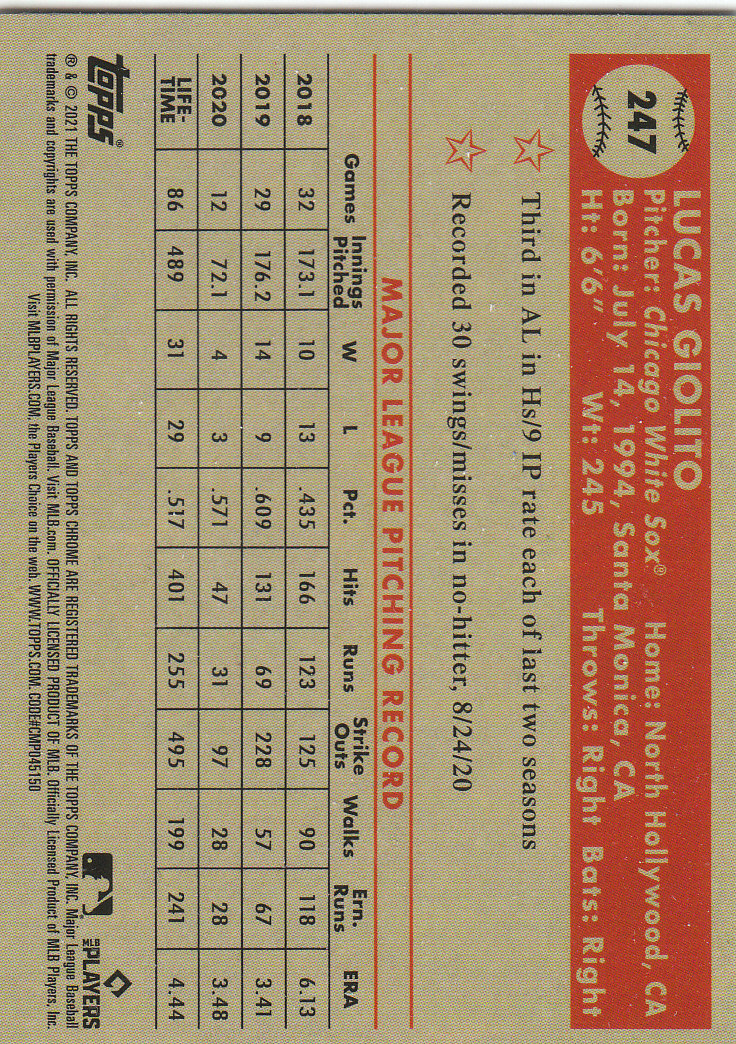 247
LUCAS GIOLITO
Pitcher: Chicago White Sox® Home: North Hollywood, CA
Born: July 14, 1994, Santa Monica, CA
Ht: 6'6" Wt: 245 Throws: Right Bats: Right
Third in AL in Hs/9 IP rate each of last two seasons
Recorded 30 swings/misses in no-hitter, 8/24/20
MAJOR LEAGUE PITCHING RECORD
Games Innings Pitched W L Pct. Hits Runs Strike Outs Walks Ern. Runs ERA
2018 32 173.1 10 13 .435 166 123 125 90 118 6.13
2019 29 176.2 14 9 .609 131 69 228 57 67 3.41
2020 12 72.1 4 3 .571 47 31 97 28 28 3.48
LIFE-TIME 86 489 31 29 .517 401 255 495 199 241 4.44
topps®
MLB PLAYERS
® & © 2021 THE TOPPS COMPANY, INC. ALL RIGHTS RESERVED. TOPPS AND TOPPS CHROME ARE REGISTERED TRADEMARKS OF THE TOPPS COMPANY, INC. Major League Baseball
trademarks and copyrights are used with permission of Major League Baseball. Visit MLB.com. OFFICIALLY LICENSED PRODUCT OF MLB. Officially Licensed Product of MLB Players, Inc.
Visit MLBPLAYERS.COM, the Players Choice on the web. WWW.TOPPS.COM. CODE#CMP045150